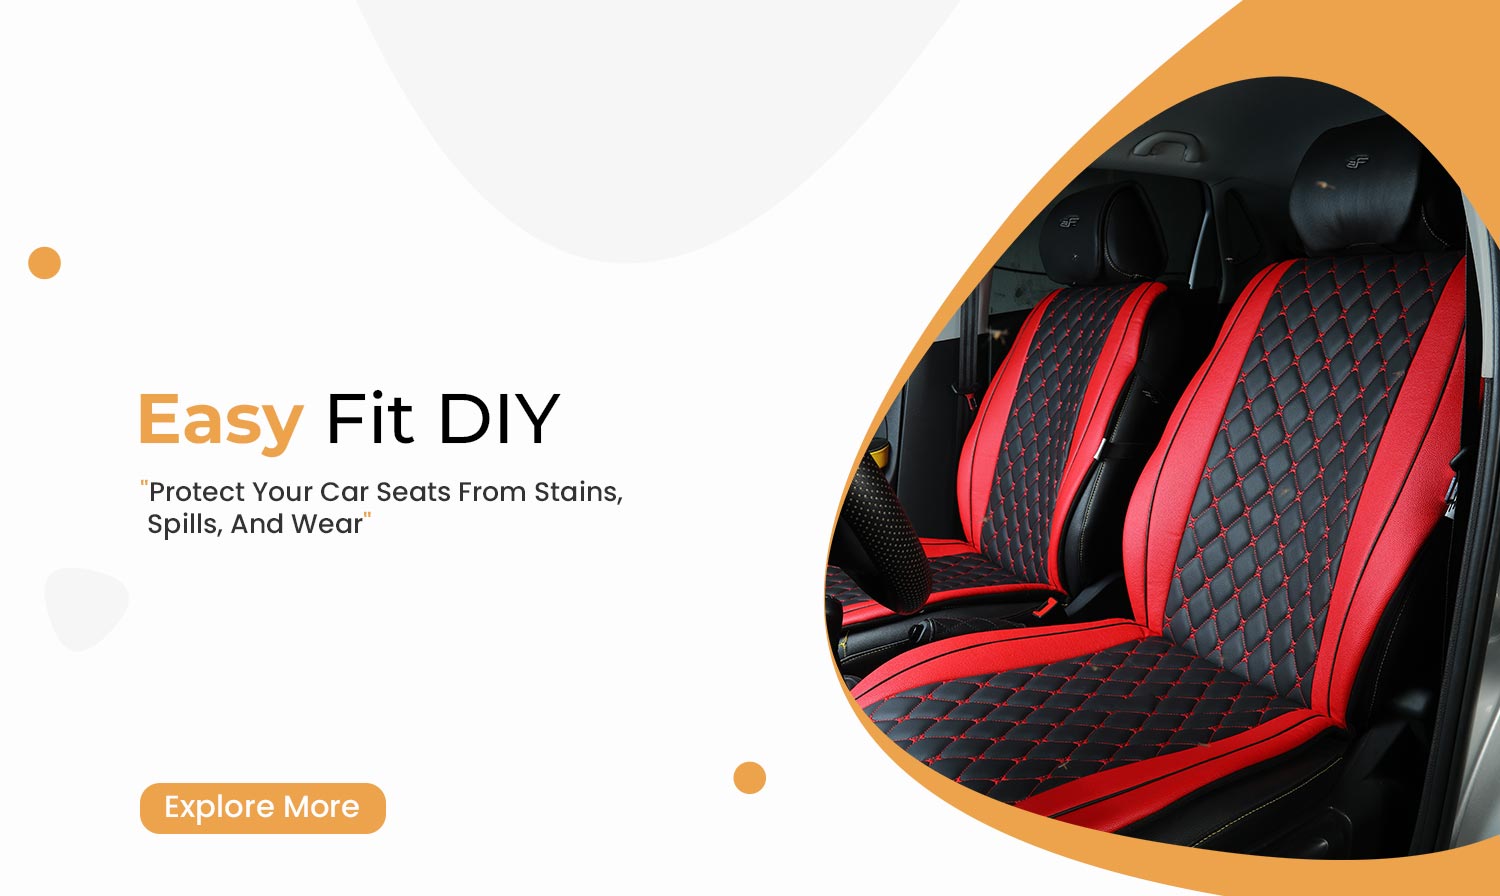 Easy Fit DIY
"Protect Your Car Seats From Stains,
Spills, And Wear"
Explore More